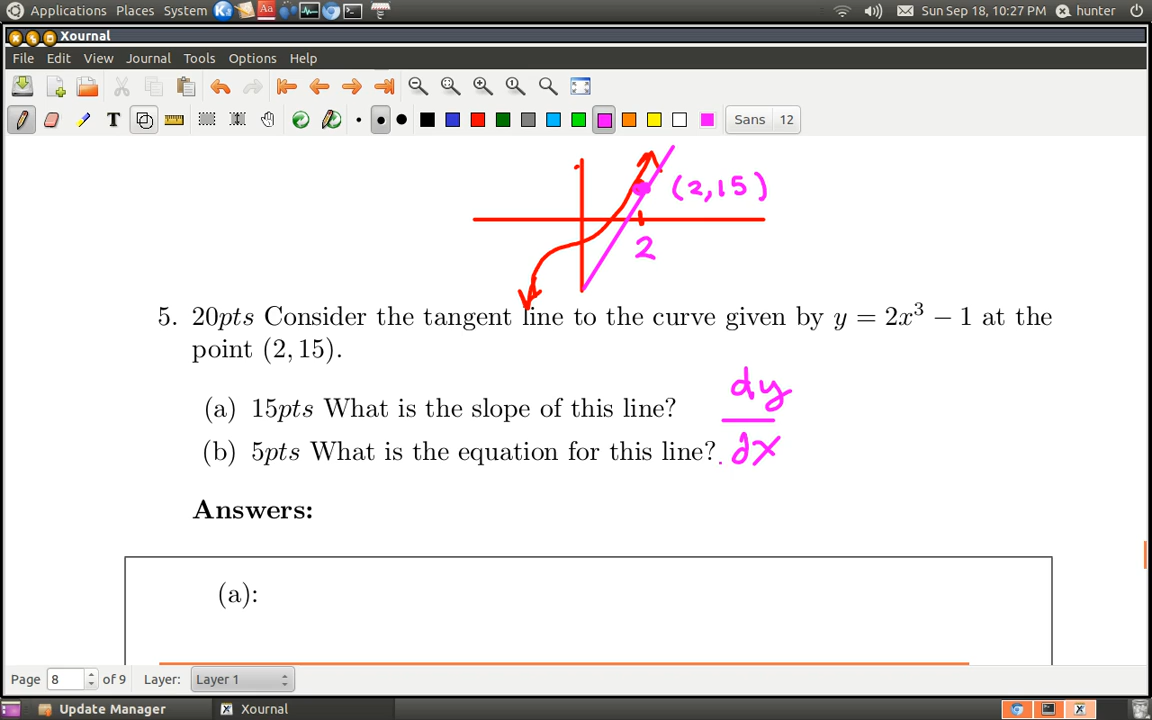 Applications Places System Aa Sun Sep 18, 10:27 PM hunter
Xournal
File Edit View Journal Tools Options Help
T Sans 12
(2,15)
2
5. 20pts Consider the tangent line to the curve given by y = 2x³ − 1 at the
point (2, 15).
(a) 15pts What is the slope of this line?
(b) 5pts What is the equation for this line?
dy
dx
Answers:
(a):
Page 8 of 9 Layer: Layer 1
Update Manager Xournal